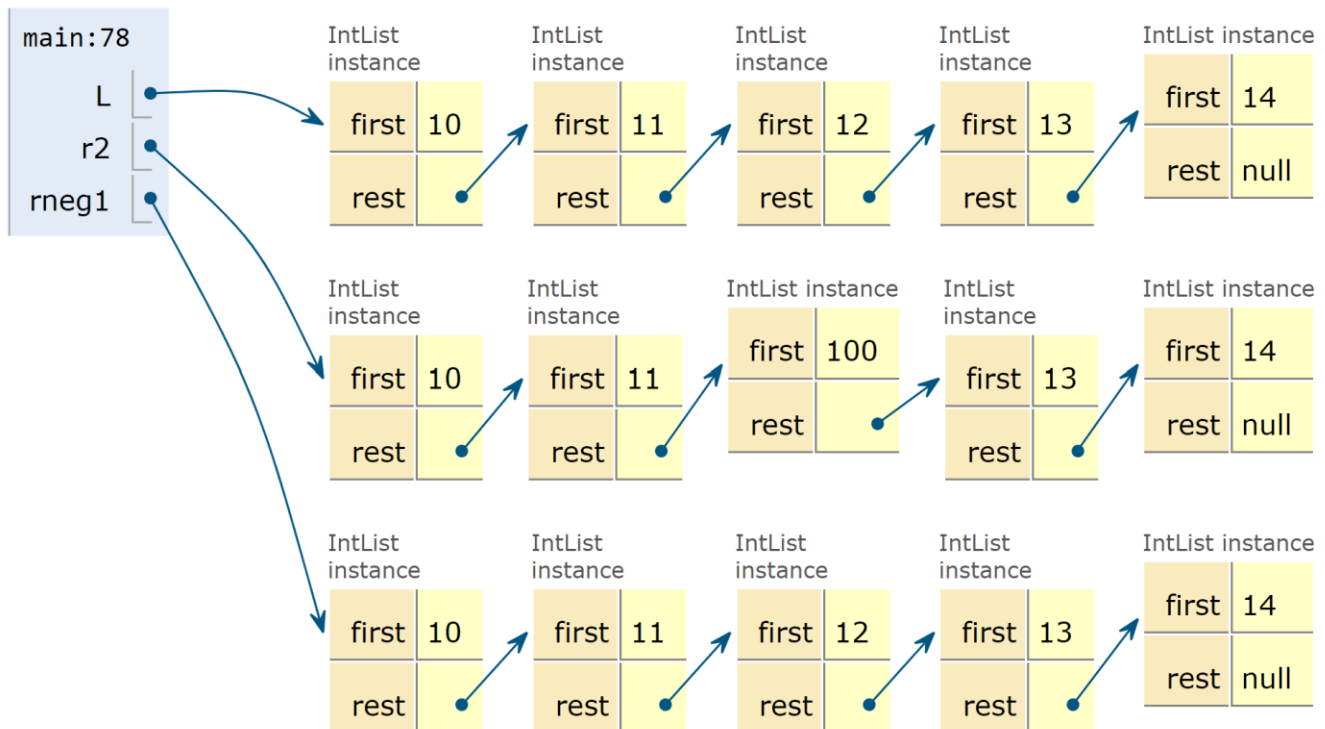 main:78
L
r2
rneg1
IntList instance
first 10
rest
IntList instance
first 11
rest
IntList instance
first 12
rest
IntList instance
first 13
rest
IntList instance
first 14
rest null
IntList instance
first 10
rest
IntList instance
first 11
rest
IntList instance
first 100
rest
IntList instance
first 13
rest
IntList instance
first 14
rest null
IntList instance
first 10
rest
IntList instance
first 11
rest
IntList instance
first 12
rest
IntList instance
first 13
rest
IntList instance
first 14
rest null